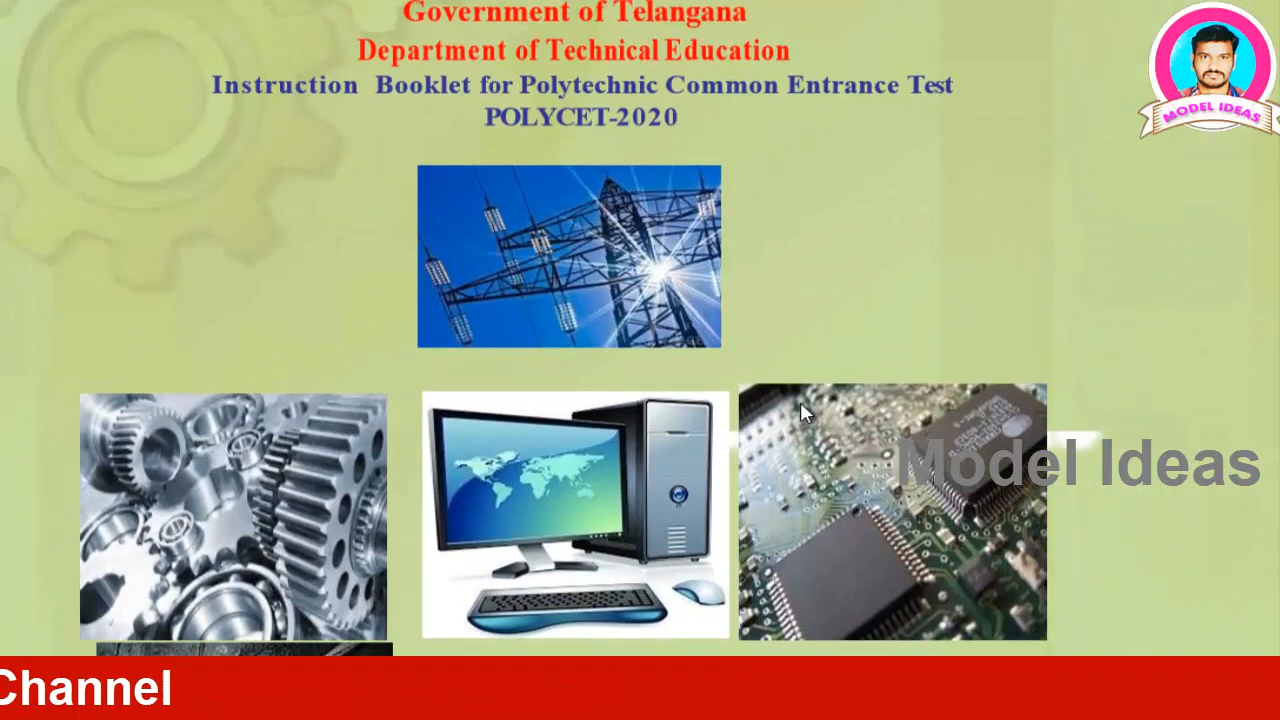 Government of Telangana
Department of Technical Education
Instruction Booklet for Polytechnic Common Entrance Test
POLYCET-2020
MODEL IDEAS
Model Ideas
Channel